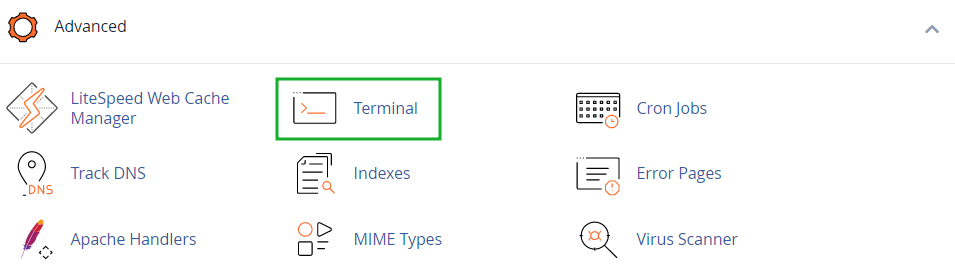 Advanced
LiteSpeed Web Cache
Manager
Terminal
Cron Jobs
DNS
Track DNS
Indexes
Error Pages
Apache Handlers
MIME Types
Virus Scanner